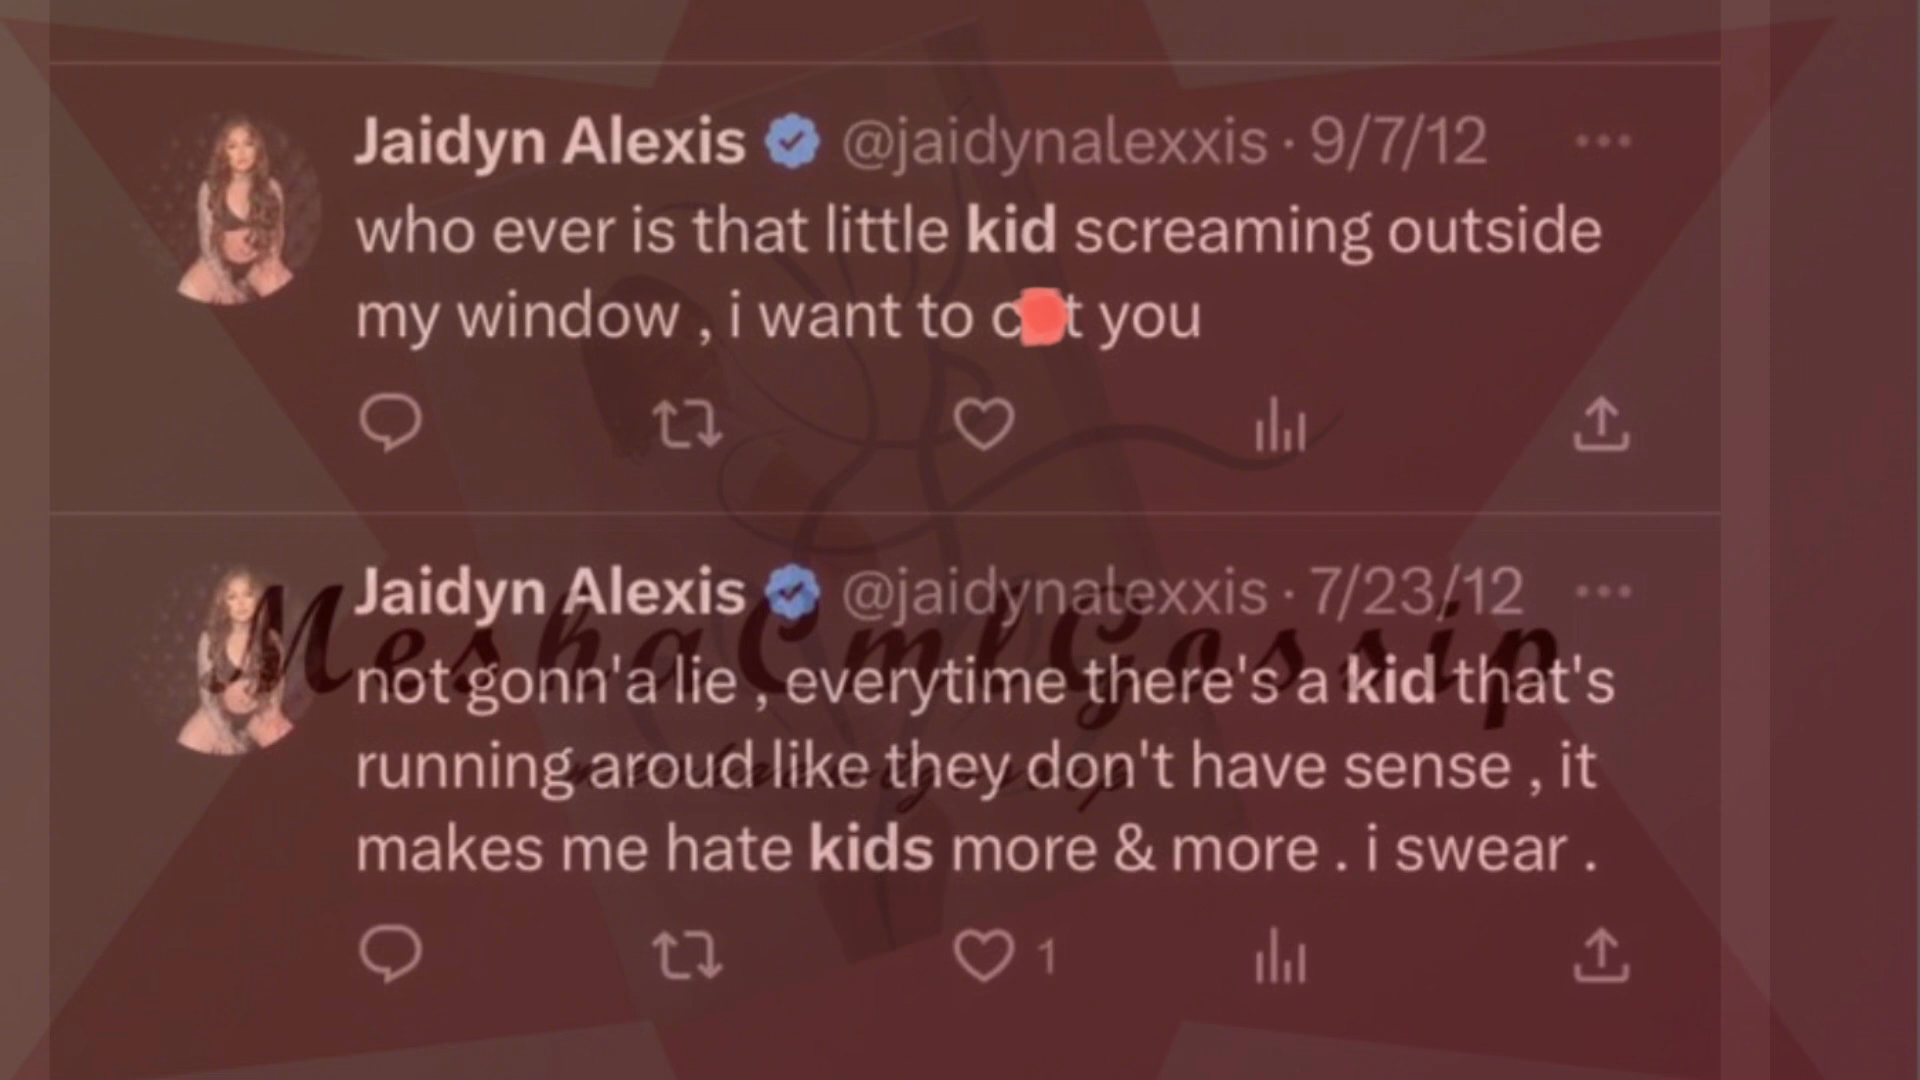 Jaidyn Alexis @jaidynalexxis · 9/7/12
who ever is that little kid screaming outside
my window , i want to c t you
Jaidyn Alexis @jaidynalexxis · 7/23/12
MeshaCmlGossip
not gonn'a lie , everytime there's a kid that's
running aroud like they don't have sense , it
makes me hate kids more & more . i swear .
1